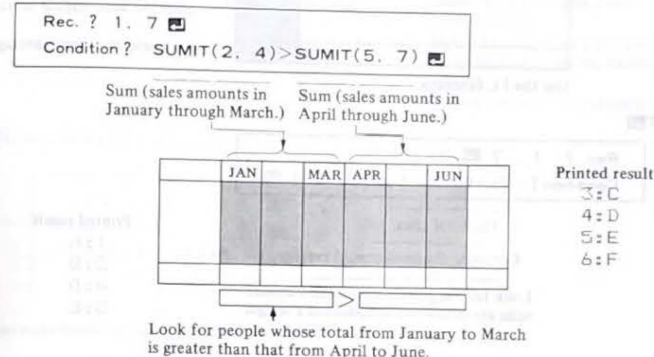 Rec. ? 1, 7 ↵
Condition ? SUMIT(2, 4)>SUMIT(5, 7) ↵
Sum (sales amounts in January through March.)
Sum (sales amounts in April through June.)
JAN MAR APR JUN
Printed result
3:C
4:D
5:E
6:F
>
Look for people whose total from January to March
is greater than that from April to June.